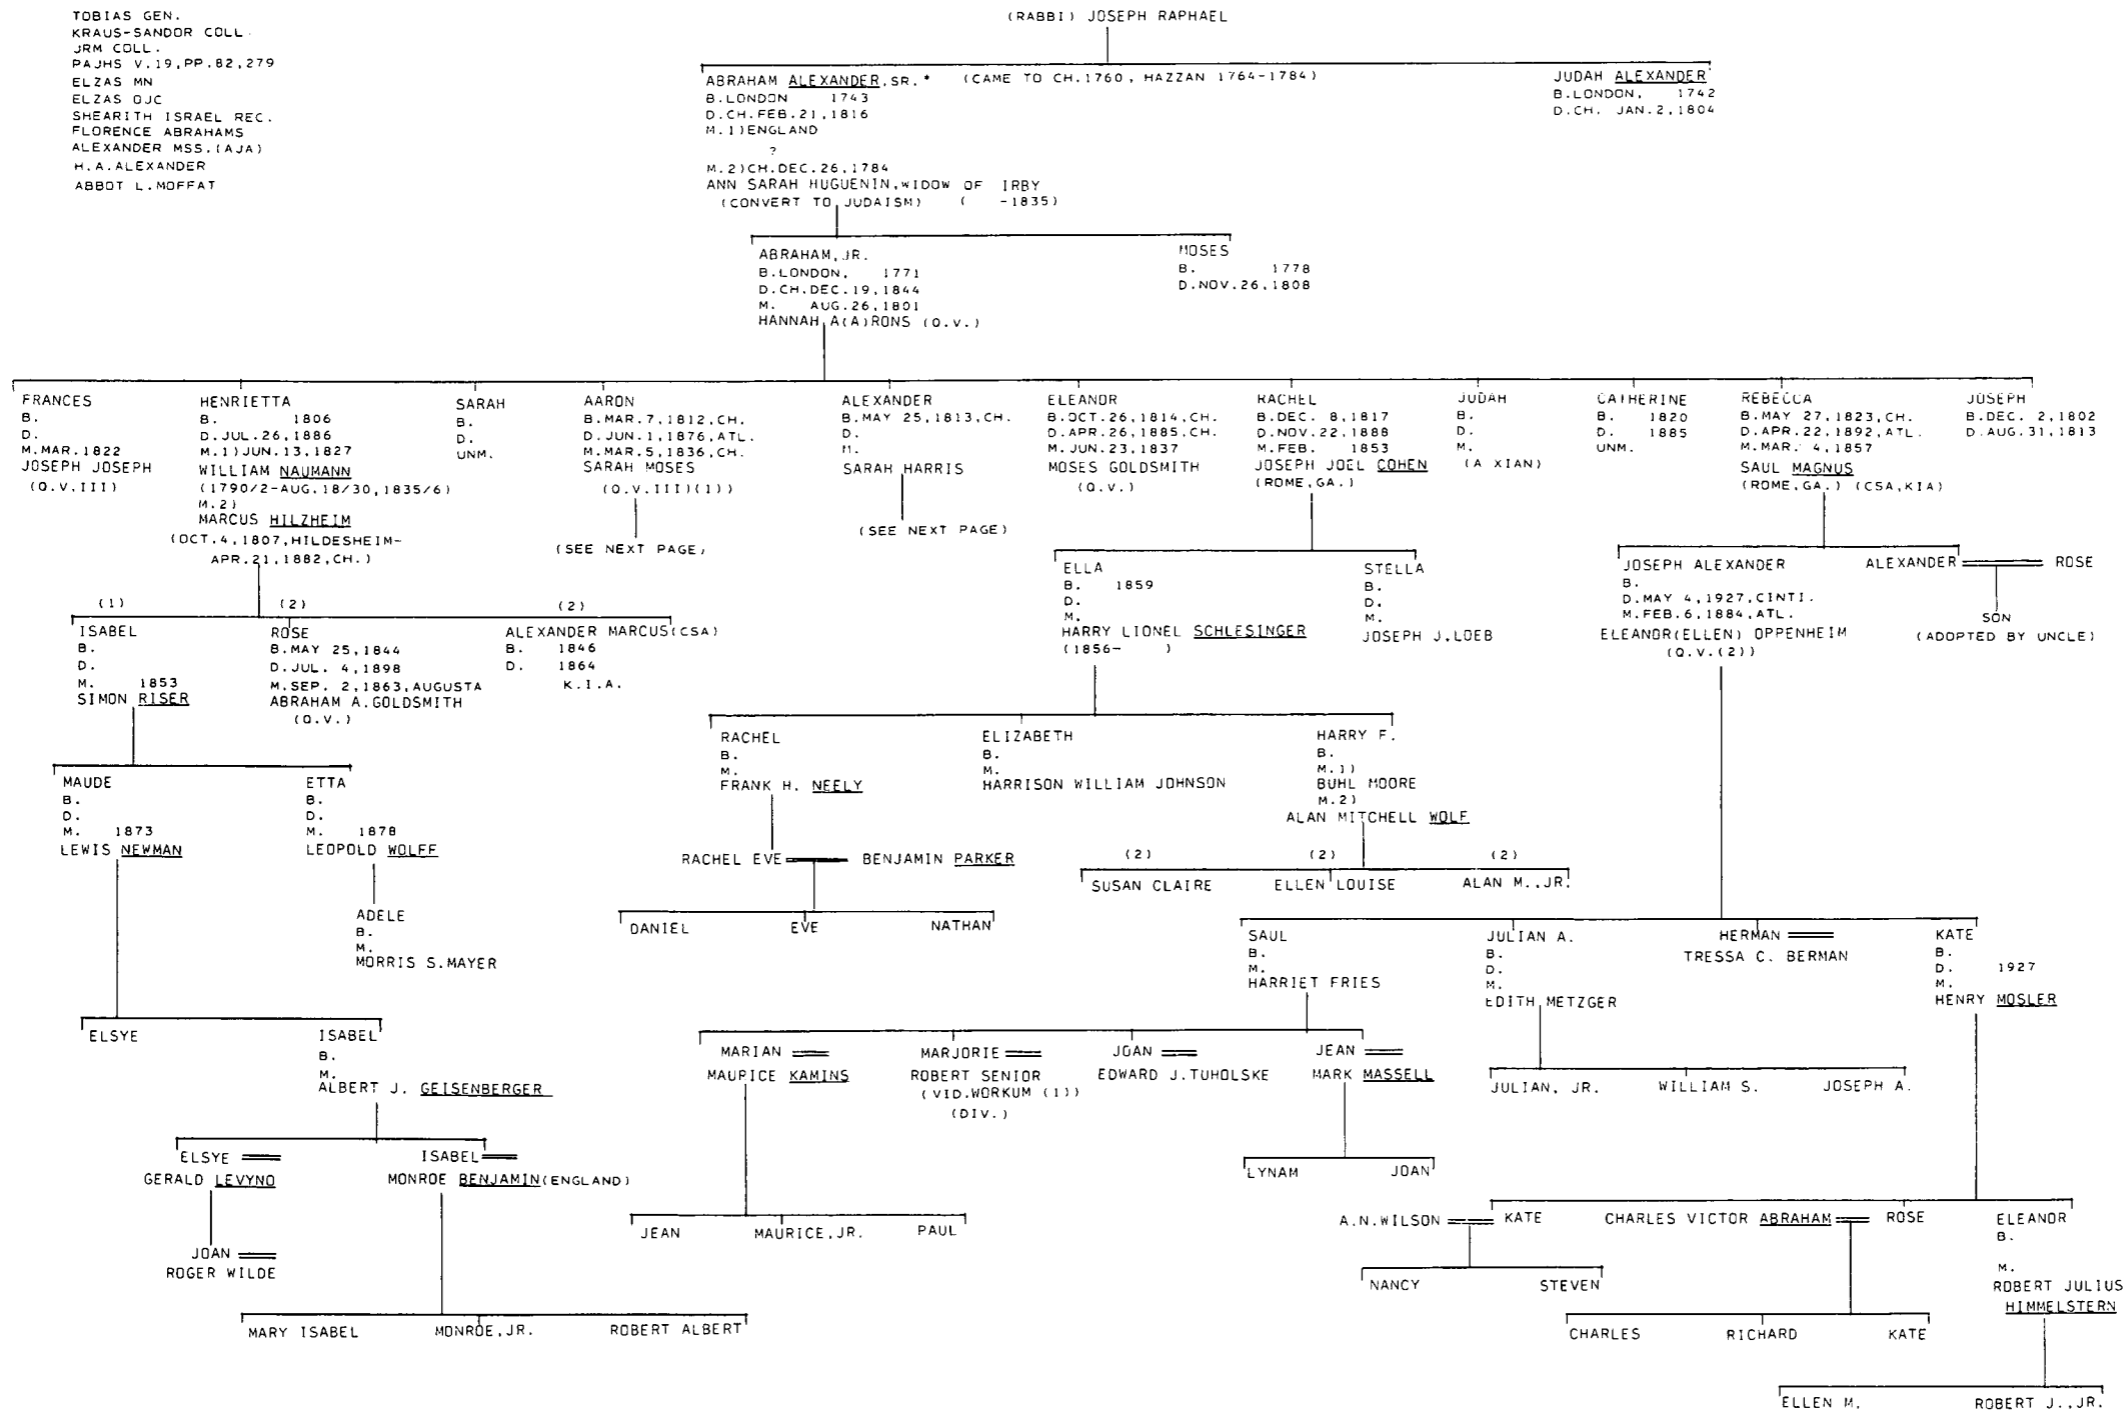 TOBIAS GEN.
KRAUS-SANDOR COLL.
JRM COLL.
PAJHS V.19,PP.82,279
ELZAS MN
ELZAS OJC
SHEARITH ISRAEL REC.
FLORENCE ABRAHAMS
ALEXANDER MSS.(AJA)
H.A.ALEXANDER
ABBOT L.MOFFAT
(RABBI) JOSEPH RAPHAEL
ABRAHAM ALEXANDER,SR.* (CAME TO CH.1760, HAZZAN 1764-1784)
B.LONDON 1743
D.CH.FEB.21,1816
M.1)ENGLAND
?
M.2)CH.DEC.26,1784
ANN SARAH HUGUENIN,WIDOW OF IRBY
(CONVERT TO JUDAISM) ( -1835)
JUDAH ALEXANDER
B.LONDON, 1742
D.CH. JAN.2,1804
ABRAHAM,JR.
B.LONDON, 1771
D.CH.DEC.19,1844
M. AUG.26,1801
HANNAH A(A)RONS (Q.V.)
MOSES
B. 1778
D.NOV.26,1808
FRANCES
B.
D.
M.MAR.1822
JOSEPH JOSEPH
(Q.V.III)
HENRIETTA
B. 1806
D.JUL.26,1886
M.1)JUN.13,1827
WILLIAM NAUMANN
(1790/2-AUG.18/30,1835/6)
M.2)
MARCUS HILZHEIM
(OCT.4,1807,HILDESHEIM-
APR.21,1882,CH.)
SARAH
B.
D.
UNM.
AARON
B.MAR.7,1812,CH.
D.JUN.1,1876,ATL.
M.MAR.5,1836,CH.
SARAH MOSES
(Q.V.III)(1))
(SEE NEXT PAGE)
ALEXANDER
B.MAY 25,1813,CH.
D.
M.
SARAH HARRIS
(SEE NEXT PAGE)
ELEANOR
B.OCT.26,1814,CH.
D.APR.26,1885,CH.
M.JUN.23,1837
MOSES GOLDSMITH
(Q.V.)
RACHEL
B.DEC. 8,1817
D.NOV.22,1888
M.FEB. 1853
JOSEPH JOEL COHEN
(ROME,GA.)
JUDAH
B.
D.
M.
(A XIAN)
CATHERINE
B. 1820
D. 1885
UNM.
REBECCA
B.MAY 27,1823,CH.
D.APR.22,1892,ATL.
M.MAR. 4,1857
SAUL MAGNUS
(ROME,GA.) (CSA,KIA)
JOSEPH
B.DEC. 2,1802
D.AUG.31,1813
(1) (2) (2)
ISABEL
B.
D.
M. 1853
SIMON RISER
ROSE
B.MAY 25,1844
D.JUL. 4,1898
M.SEP. 2,1863,AUGUSTA
ABRAHAM A.GOLDSMITH
(Q.V.)
ALEXANDER MARCUS(CSA)
B. 1846
D. 1864
K.I.A.
ELLA
B. 1859
D.
M.
HARRY LIONEL SCHLESINGER
(1856- )
STELLA
B.
D.
M.
JOSEPH J.LOEB
JOSEPH ALEXANDER
B.
D.MAY 4,1927,CINTI.
M.FEB.6,1884,ATL.
ELEANOR(ELLEN) OPPENHEIM
(Q.V.(2))
ALEXANDER ROSE
SON
(ADOPTED BY UNCLE)
MAUDE
B.
D.
M. 1873
LEWIS NEWMAN
ETTA
B.
D.
M. 1878
LEOPOLD WOLFF
RACHEL
B.
M.
FRANK H. NEELY
ELIZABETH
B.
M.
HARRISON WILLIAM JOHNSON
HARRY F.
B.
M.1)
BUHL MOORE
M.2)
ALAN MITCHELL WOLF
RACHEL EVE BENJAMIN PARKER
(2) (2) (2)
SUSAN CLAIRE ELLEN LOUISE ALAN M.,JR.
DANIEL EVE NATHAN
ADELE
B.
M.
MORRIS S.MAYER
SAUL
B.
M.
HARRIET FRIES
JULIAN A.
B.
D.
M.
EDITH METZGER
HERMAN
TRESSA C. BERMAN
KATE
B.
D. 1927
M.
HENRY MOSLER
ELSYE
ISABEL
B.
M.
ALBERT J. GEISENBERGER
MARIAN
MAURICE KAMINS
MARJORIE
ROBERT SENIOR
(VID.WORKUM (1))
(DIV.)
JOAN
EDWARD J.TUHOLSKE
JEAN
MARK MASSELL
JULIAN, JR. WILLIAM S. JOSEPH A.
ELSYE
GERALD LEVYNO
ISABEL
MONROE BENJAMIN(ENGLAND)
LYNAM JOAN
JEAN MAURICE,JR. PAUL
A.N.WILSON KATE
CHARLES VICTOR ABRAHAM ROSE
ELEANOR
B.
M.
ROBERT JULIUS
HIMMELSTERN
JOAN
ROGER WILDE
NANCY STEVEN
MARY ISABEL MONROE,JR. ROBERT ALBERT
CHARLES RICHARD KATE
ELLEN M. ROBERT J.,JR.